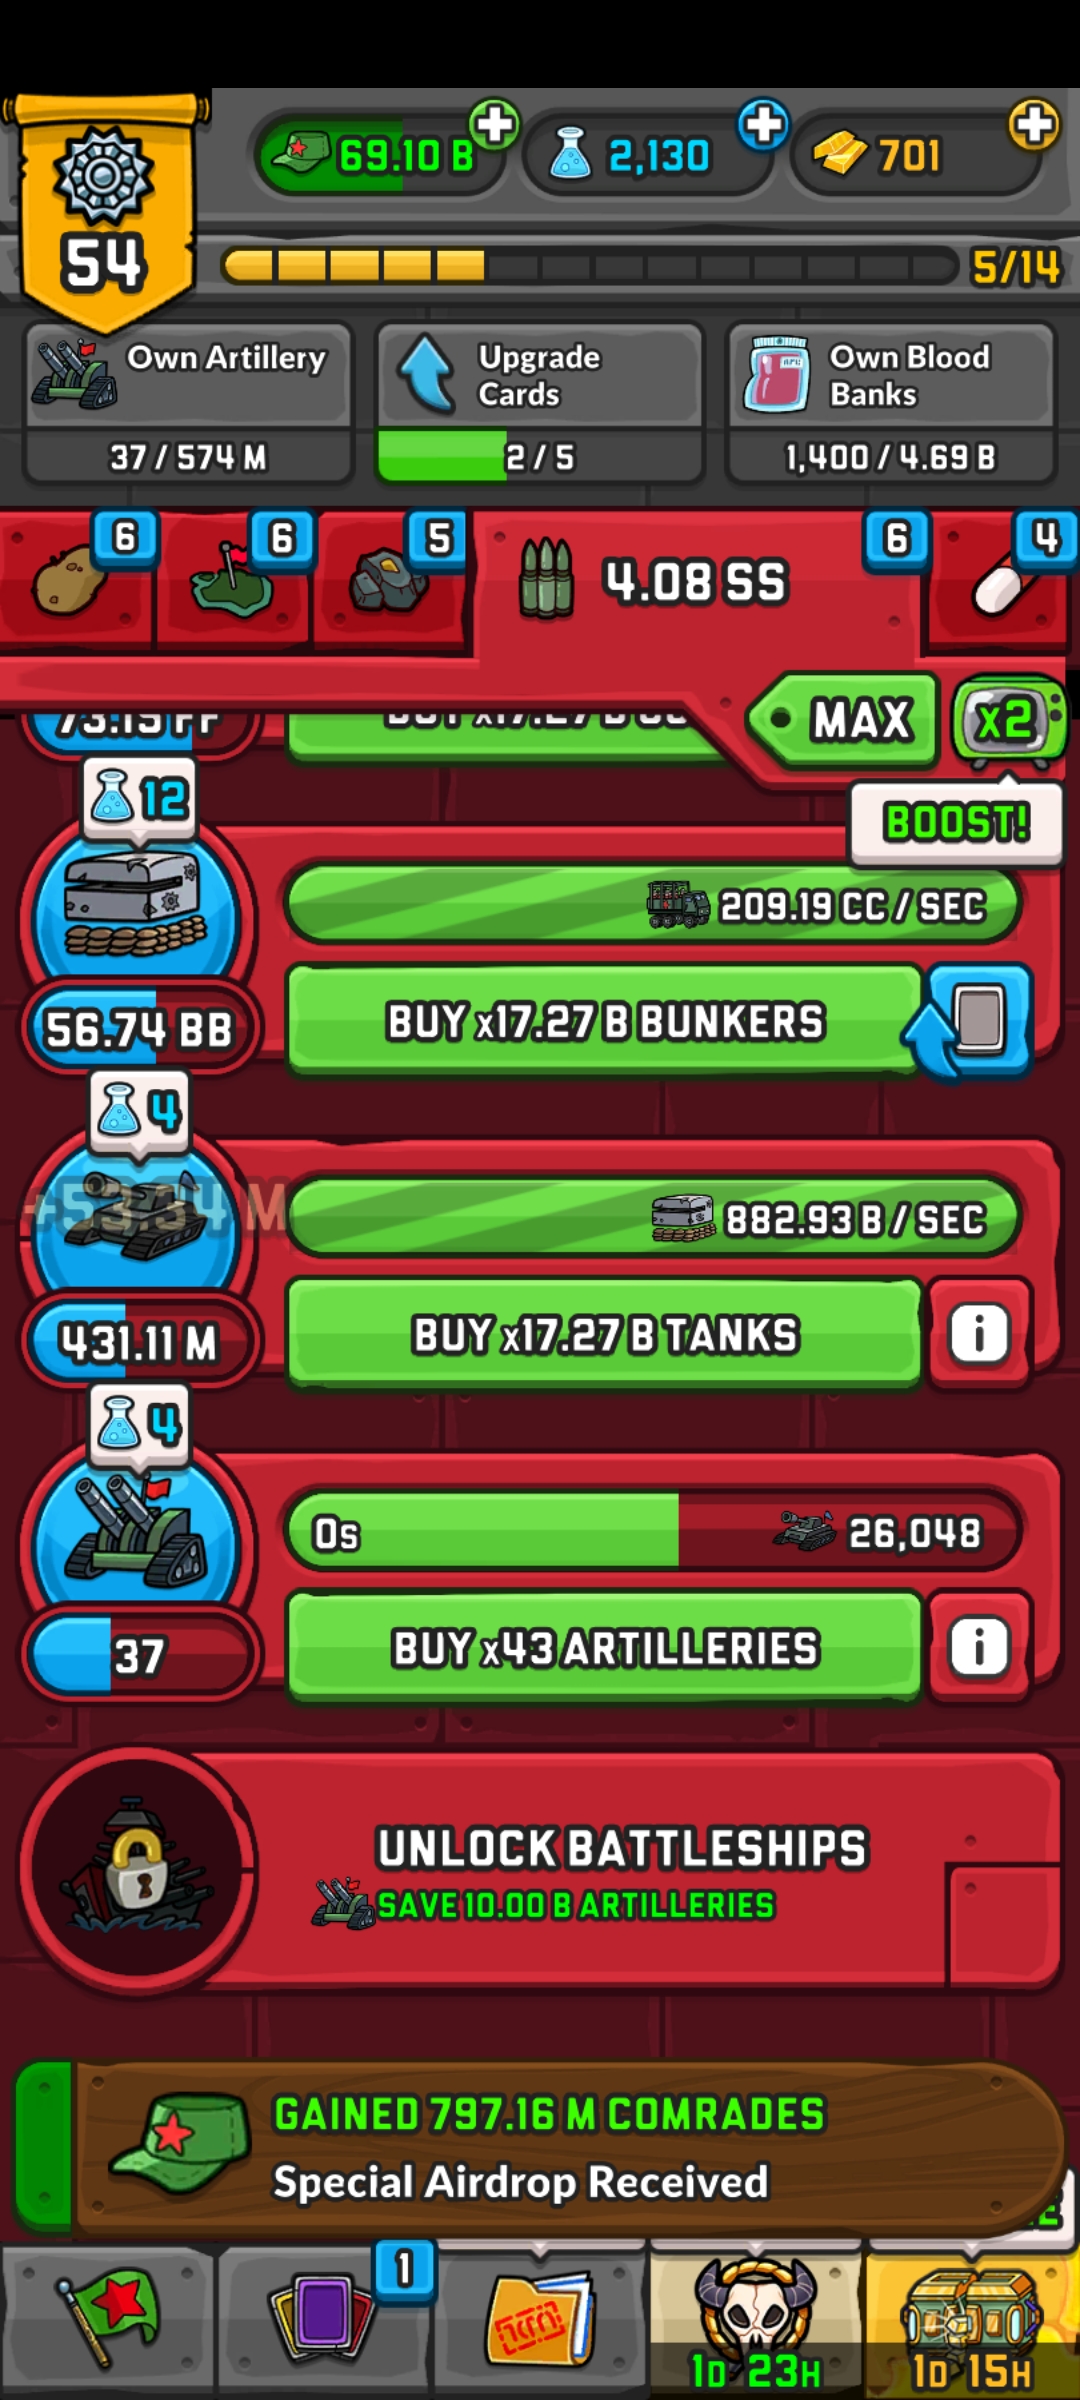 69.10 B
2,130
701
54
5/14
Own Artillery
Upgrade
Cards
Own Blood
Banks
37 / 574 M
2 / 5
1,400 / 4.69 B
6
6
5
4.08 SS
6
4
MAX
x2
BOOST!
73.15 FF
12
209.19 CC / SEC
56.74 BB
BUY x17.27 B BUNKERS
4
+53.34 M
882.93 B / SEC
431.11 M
BUY x17.27 B TANKS
i
4
0s
26,048
37
BUY x43 ARTILLERIES
i
UNLOCK BATTLESHIPS
SAVE 10.00 B ARTILLERIES
GAINED 797.16 M COMRADES
Special Airdrop Received
1
1D 23H
1D 15H